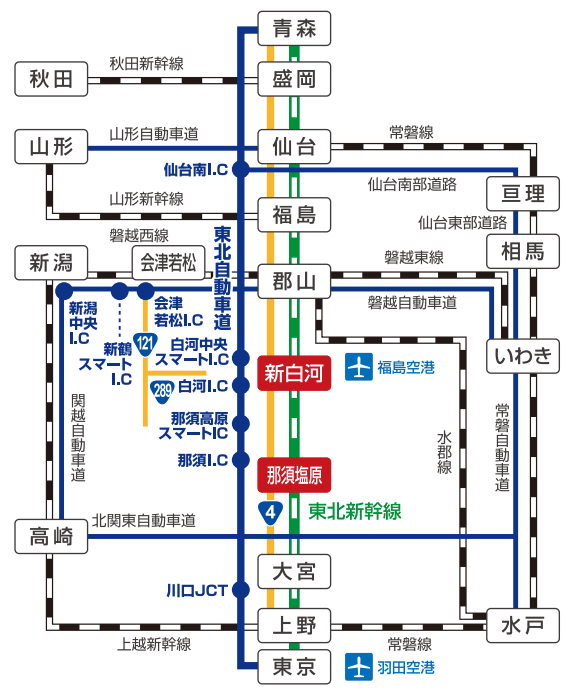 青森
秋田新幹線
秋田
盛岡
山形自動車道
常磐線
山形
仙台
仙台南I.C
仙台南部道路
亘理
山形新幹線
福島
仙台東部道路
磐越西線
東北自動車道
相馬
新潟
会津若松
郡山
磐越東線
磐越自動車道
新潟
中央
I.C
会津
若松I.C
新鶴
スマート
I.C
121
白河中央
スマートI.C
いわき
新白河
福島空港
289
白河I.C
関越自動車道
那須高原
スマートIC
常磐自動車道
水郡線
那須I.C
那須塩原
4
東北新幹線
北関東自動車道
高崎
大宮
川口JCT
上野
水戸
上越新幹線
常磐線
東京
羽田空港